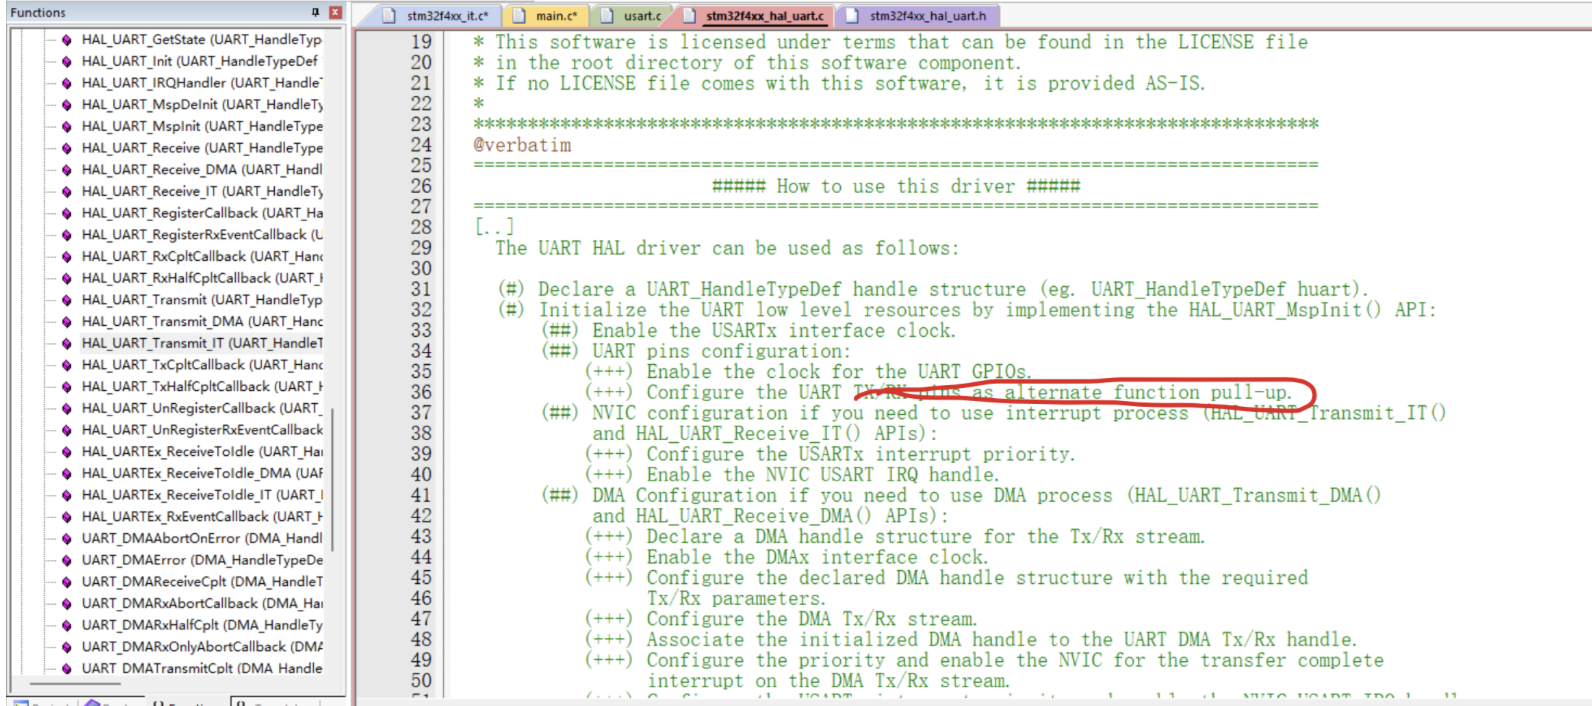 Functions
HAL_UART_GetState (UART_HandleTyp
HAL_UART_Init (UART_HandleTypeDef
HAL_UART_IRQHandler (UART_Handle
HAL_UART_MspDeInit (UART_HandleTy
HAL_UART_MspInit (UART_HandleType
HAL_UART_Receive (UART_HandleType
HAL_UART_Receive_DMA (UART_Handl
HAL_UART_Receive_IT (UART_HandleTy
HAL_UART_RegisterCallback (UART_Ha
HAL_UART_RegisterRxEventCallback (U
HAL_UART_RxCpltCallback (UART_Hand
HAL_UART_RxHalfCpltCallback (UART_H
HAL_UART_Transmit (UART_HandleTyp
HAL_UART_Transmit_DMA (UART_Hand
HAL_UART_Transmit_IT (UART_HandleT
HAL_UART_TxCpltCallback (UART_Hand
HAL_UART_TxHalfCpltCallback (UART_H
HAL_UART_UnRegisterCallback (UART_
HAL_UART_UnRegisterRxEventCallback
HAL_UARTEx_ReceiveToIdle (UART_Har
HAL_UARTEx_ReceiveToIdle_DMA (UAR
HAL_UARTEx_ReceiveToIdle_IT (UART_I
HAL_UARTEx_RxEventCallback (UART_H
UART_DMAAbortOnError (DMA_Handl
UART_DMAError (DMA_HandleTypeDe
UART_DMAReceiveCplt (DMA_HandleT
UART_DMARxAbortCallback (DMA_Har
UART_DMARxHalfCplt (DMA_HandleTy
UART_DMARxOnlyAbortCallback (DMA
UART_DMATransmitCplt (DMA_Handle
stm32f4xx_it.c* main.c* usart.c stm32f4xx_hal_uart.c stm32f4xx_hal_uart.h
19 * This software is licensed under terms that can be found in the LICENSE file
20 * in the root directory of this software component.
21 * If no LICENSE file comes with this software, it is provided AS-IS.
22 *
23 ******************************************************************************
24 @verbatim
25 ==============================================================================
26 ##### How to use this driver #####
27 ==============================================================================
28 [..]
29 The UART HAL driver can be used as follows:
30
31 (#) Declare a UART_HandleTypeDef handle structure (eg. UART_HandleTypeDef huart).
32 (#) Initialize the UART low level resources by implementing the HAL_UART_MspInit() API:
33 (##) Enable the USARTx interface clock.
34 (##) UART pins configuration:
35 (+++) Enable the clock for the UART GPIOs.
36 (+++) Configure the UART TX/RX pins as alternate function pull-up.
37 (##) NVIC configuration if you need to use interrupt process (HAL_UART_Transmit_IT()
38 and HAL_UART_Receive_IT() APIs):
39 (+++) Configure the USARTx interrupt priority.
40 (+++) Enable the NVIC USART IRQ handle.
41 (##) DMA Configuration if you need to use DMA process (HAL_UART_Transmit_DMA()
42 and HAL_UART_Receive_DMA() APIs):
43 (+++) Declare a DMA handle structure for the Tx/Rx stream.
44 (+++) Enable the DMAx interface clock.
45 (+++) Configure the declared DMA handle structure with the required
46 Tx/Rx parameters.
47 (+++) Configure the DMA Tx/Rx stream.
48 (+++) Associate the initialized DMA handle to the UART DMA Tx/Rx handle.
49 (+++) Configure the priority and enable the NVIC for the transfer complete
50 interrupt on the DMA Tx/Rx stream.